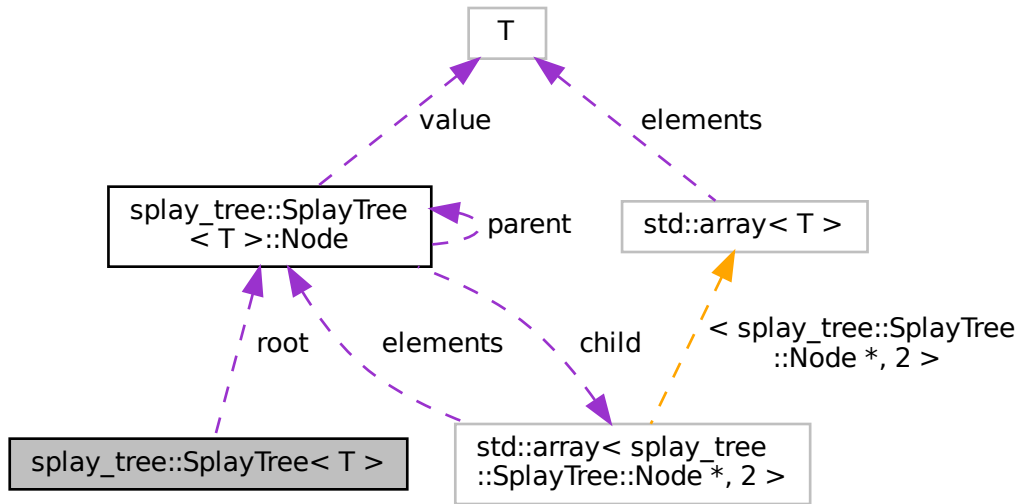 T
value
elements
splay_tree::SplayTree
< T >::Node
parent
std::array< T >
root
elements
child
< splay_tree::SplayTree
::Node *, 2 >
splay_tree::SplayTree< T >
std::array< splay_tree
::SplayTree::Node *, 2 >